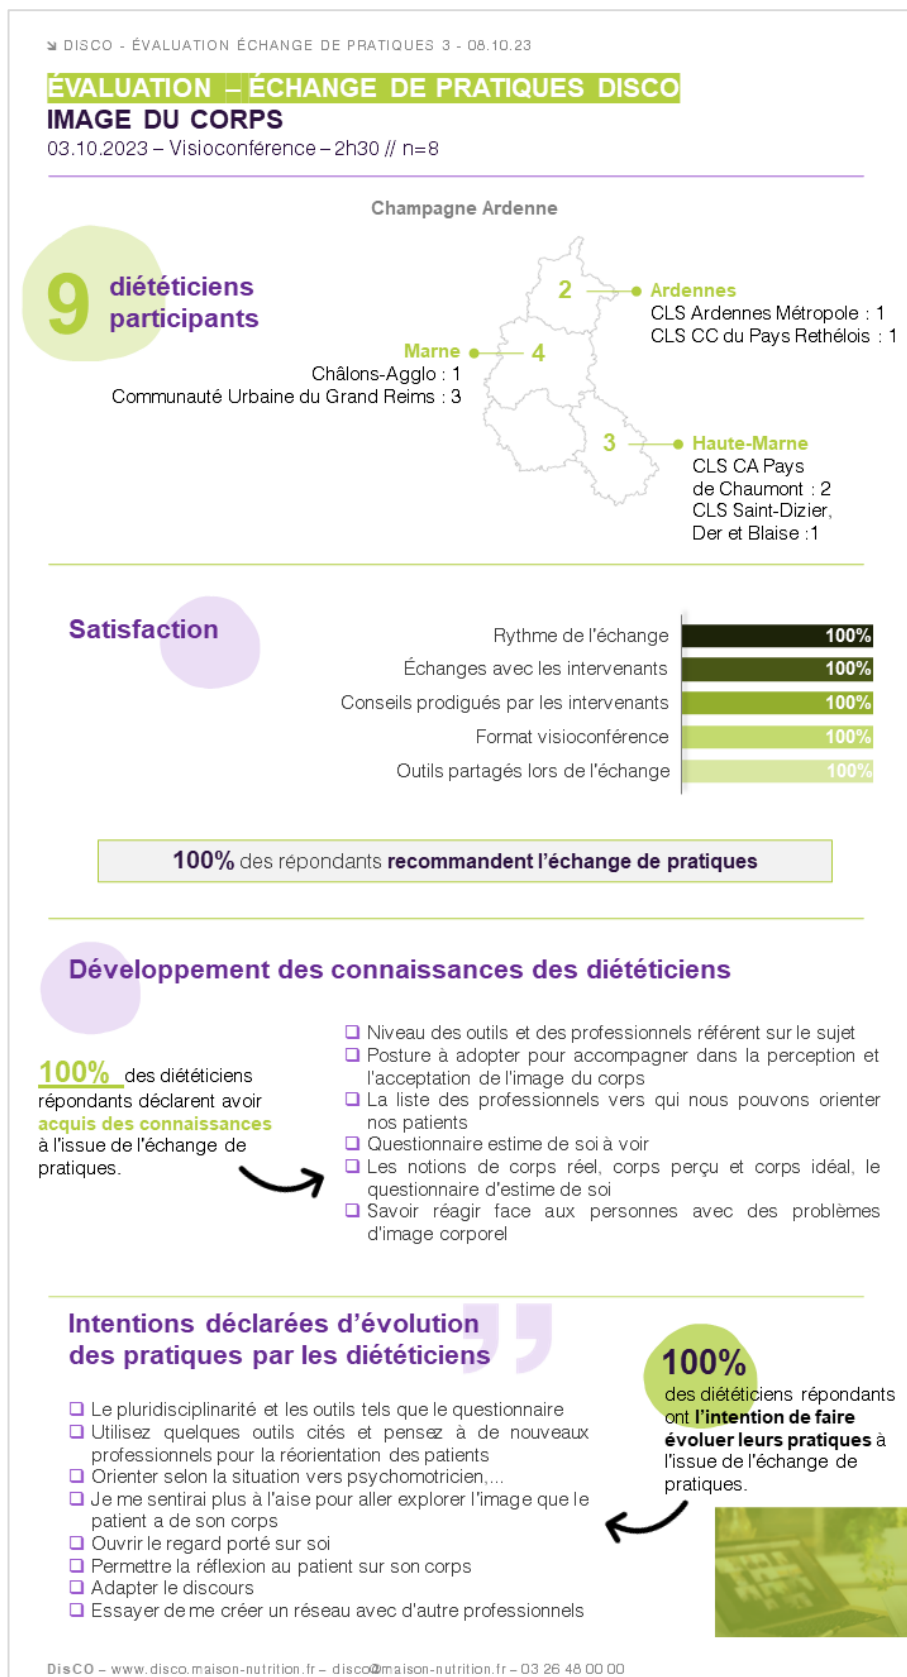 ⇘ DISCO - ÉVALUATION ÉCHANGE DE PRATIQUES 3 - 08.10.23
ÉVALUATION – ÉCHANGE DE PRATIQUES DISCO
IMAGE DU CORPS
03.10.2023 – Visioconférence – 2h30 // n=8
Champagne Ardenne
9 diététiciens
participants
2
Ardennes
CLS Ardennes Métropole : 1
CLS CC du Pays Rethélois : 1
Marne
4
Châlons-Agglo : 1
Communauté Urbaine du Grand Reims : 3
3
Haute-Marne
CLS CA Pays
de Chaumont : 2
CLS Saint-Dizier,
Der et Blaise :1
Satisfaction
Rythme de l'échange 100%
Échanges avec les intervenants 100%
Conseils prodigués par les intervenants 100%
Format visioconférence 100%
Outils partagés lors de l'échange 100%
100% des répondants recommandent l'échange de pratiques
Développement des connaissances des diététiciens
100% des diététiciens
répondants déclarent avoir
acquis des connaissances
à l'issue de l'échange de
pratiques.
❑ Niveau des outils et des professionnels référent sur le sujet
❑ Posture à adopter pour accompagner dans la perception et
l'acceptation de l'image du corps
❑ La liste des professionnels vers qui nous pouvons orienter
nos patients
❑ Questionnaire estime de soi à voir
❑ Les notions de corps réel, corps perçu et corps idéal, le
questionnaire d'estime de soi
❑ Savoir réagir face aux personnes avec des problèmes
d'image corporel
Intentions déclarées d'évolution
des pratiques par les diététiciens
❑ Le pluridisciplinarité et les outils tels que le questionnaire
❑ Utilisez quelques outils cités et pensez à de nouveaux
professionnels pour la réorientation des patients
❑ Orienter selon la situation vers psychomotricien,...
❑ Je me sentirai plus à l'aise pour aller explorer l'image que le
patient a de son corps
❑ Ouvrir le regard porté sur soi
❑ Permettre la réflexion au patient sur son corps
❑ Adapter le discours
❑ Essayer de me créer un réseau avec d'autre professionnels
100%
des diététiciens répondants
ont l'intention de faire
évoluer leurs pratiques à
l'issue de l'échange de
pratiques.
DisCO – www.disco.maison-nutrition.fr – disco@maison-nutrition.fr – 03 26 48 00 00